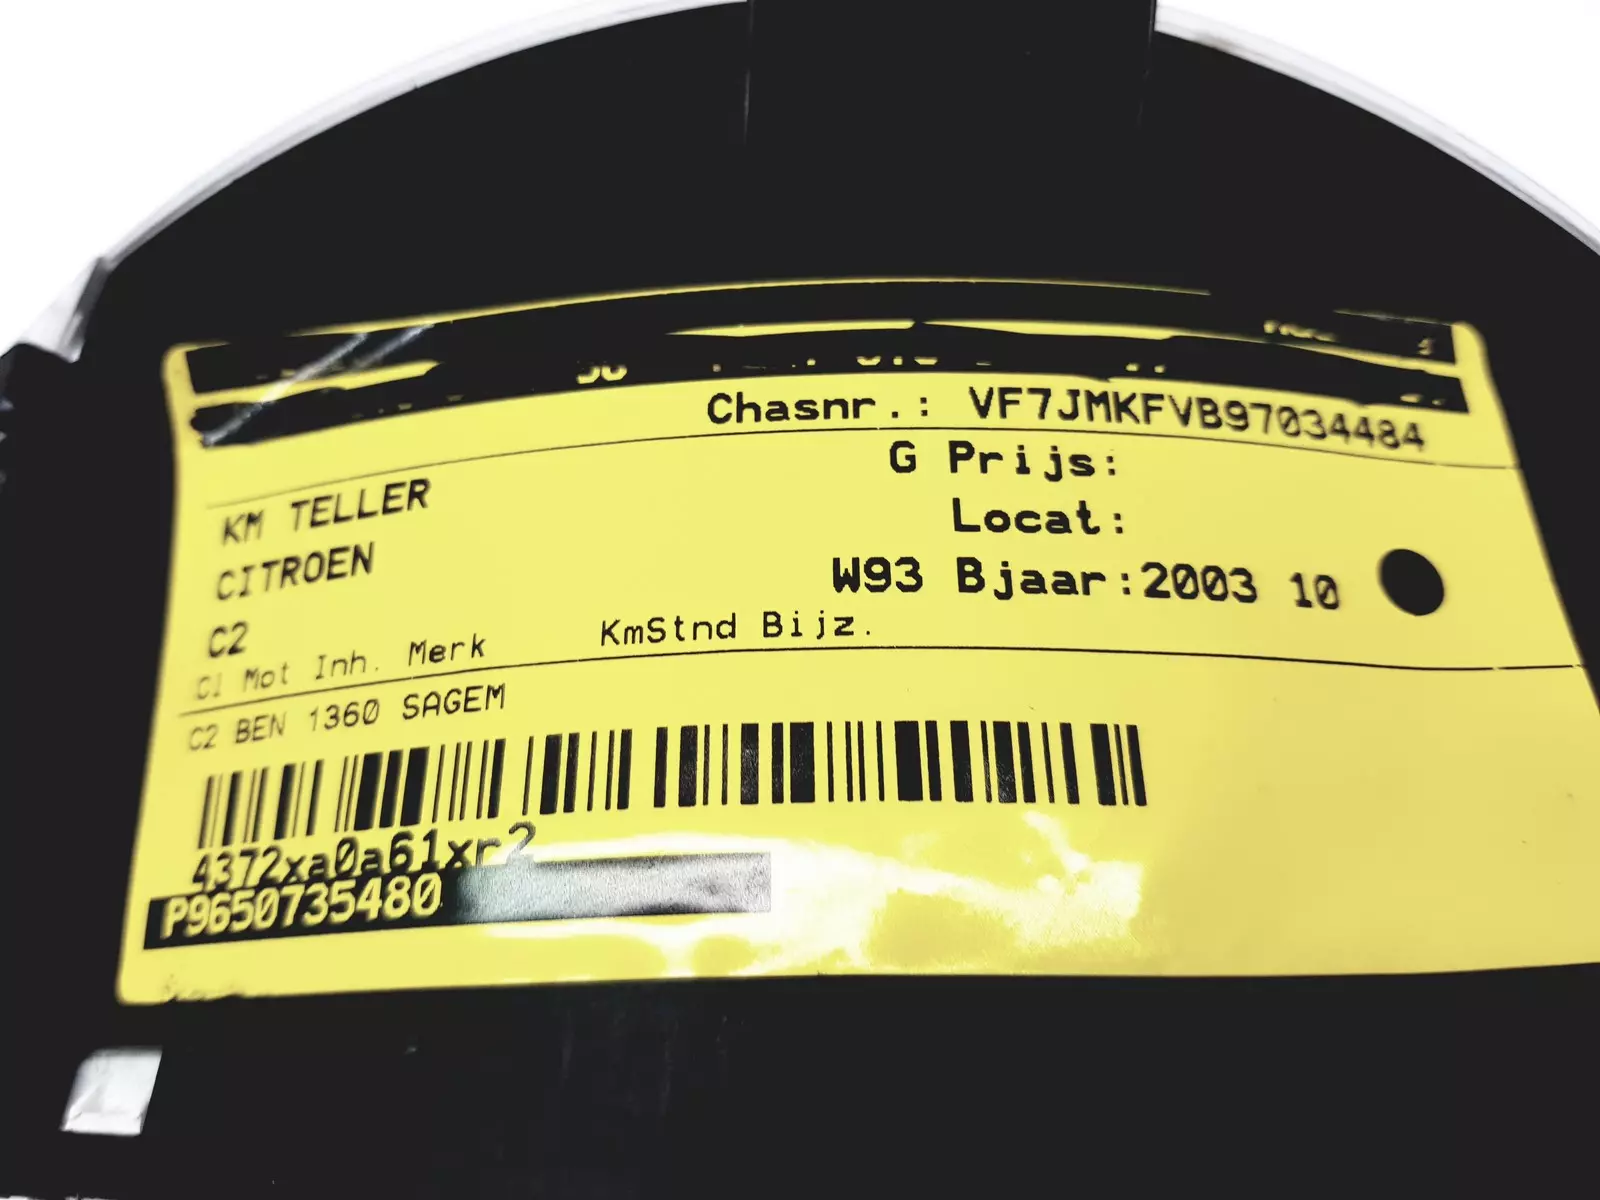 Chasnr.: VF7JMKFVB97034484
KM TELLER
G Prijs:
CITROEN
Locat:
C2
W93 Bjaar:2003 10
Cl Mot Inh. Merk KmStnd Bijz.
C2 BEN 1360 SAGEM
4372xa0a61xr2
P9650735480